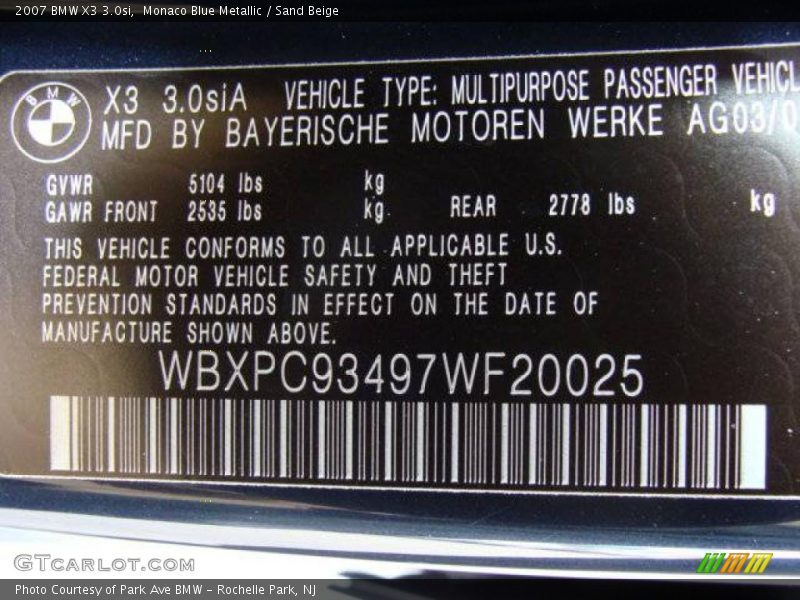 2007 BMW X3 3.0si, Monaco Blue Metallic / Sand Beige
BMW
X3 3.0siA VEHICLE TYPE: MULTIPURPOSE PASSENGER VEHICL
MFD BY BAYERISCHE MOTOREN WERKE AG03/0
GVWR 5104 lbs kg
GAWR FRONT 2535 lbs kg REAR 2778 lbs kg
THIS VEHICLE CONFORMS TO ALL APPLICABLE U.S.
FEDERAL MOTOR VEHICLE SAFETY AND THEFT
PREVENTION STANDARDS IN EFFECT ON THE DATE OF
MANUFACTURE SHOWN ABOVE.
WBXPC93497WF20025
GTCARLOT.COM
Photo Courtesy of Park Ave BMW - Rochelle Park, NJ